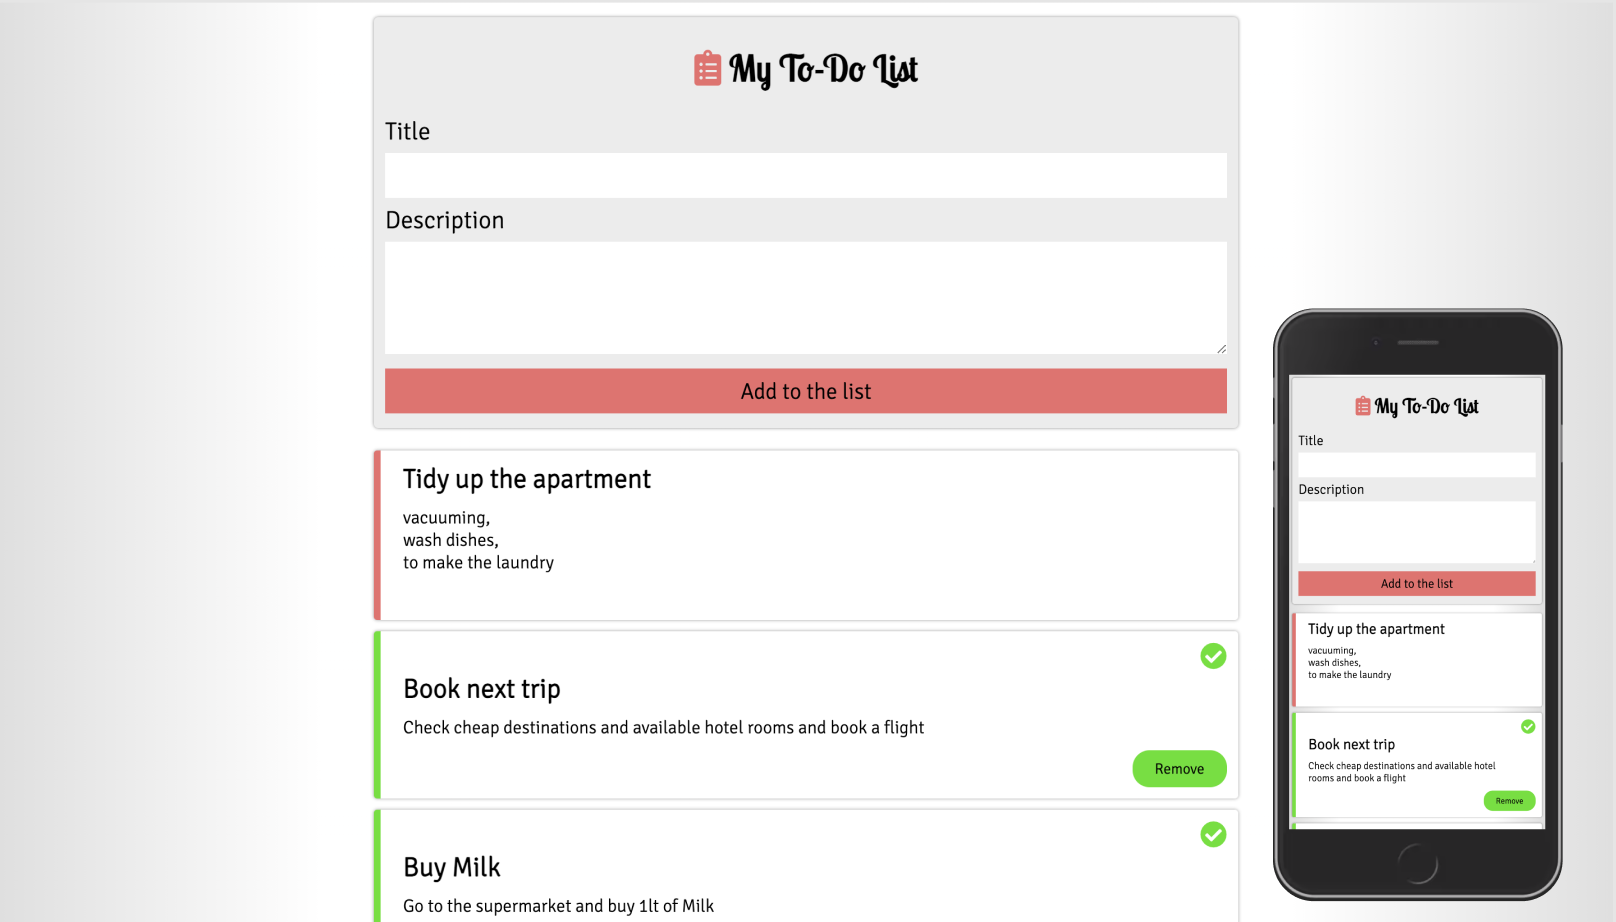 My To-Do List
Title
Description
Add to the list
Tidy up the apartment
vacuuming,
wash dishes,
to make the laundry
Book next trip
Check cheap destinations and available hotel rooms and book a flight
Remove
Buy Milk
Go to the supermarket and buy 1lt of Milk
My To-Do List
Title
Description
Add to the list
Tidy up the apartment
vacuuming,
wash dishes,
to make the laundry
Book next trip
Check cheap destinations and available hotel
rooms and book a flight
Remove